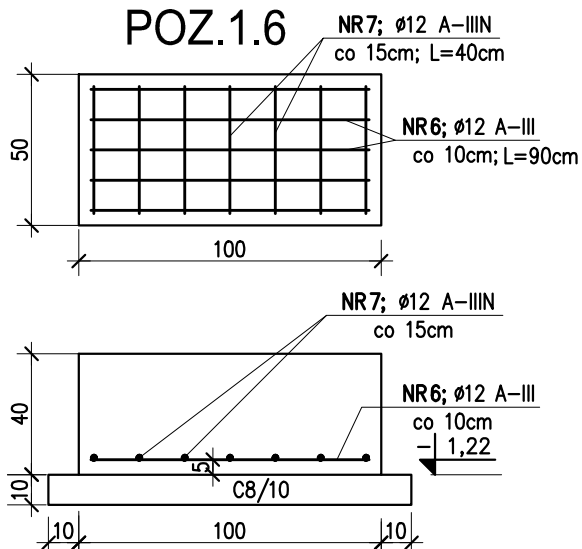 POZ.1.6
NR7; ø12 A-IIIN
co 15cm; L=40cm
NR6; ø12 A-III
co 10cm; L=90cm
50
100
NR7; ø12 A-IIIN
co 15cm
NR6; ø12 A-III
co 10cm
- 1,22
40
5
10
C8/10
10
100
10